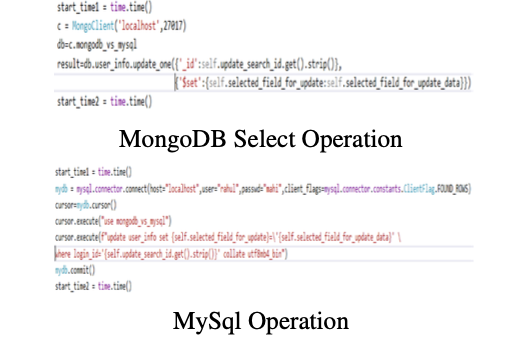 start_time1 = time.time()
c = MongoClient('localhost',27017)
db=c.mongodb_vs_mysql
result=db.user_info.update_one({'_id':self.update_search_id.get().strip()},
{'$set':{self.selected_field_for_update:self.selected_field_for_update_data}})
start_time2 = time.time()
MongoDB Select Operation
start_time1 = time.time()
mydb = mysql.connector.connect(host="localhost",user="rahul",passwd="mahi",client_flags=mysql.connector.constants.ClientFlag.FOUND_ROWS)
cursor=mydb.cursor()
cursor.execute("use mongodb_vs_mysql")
cursor.execute(f"update user_info set {self.selected_field_for_update}=\'{self.selected_field_for_update_data}' \
where login_id='{self.update_search_id.get().strip()}' collate utf8mb4_bin")
mydb.commit()
start_time2 = time.time()
MySql Operation